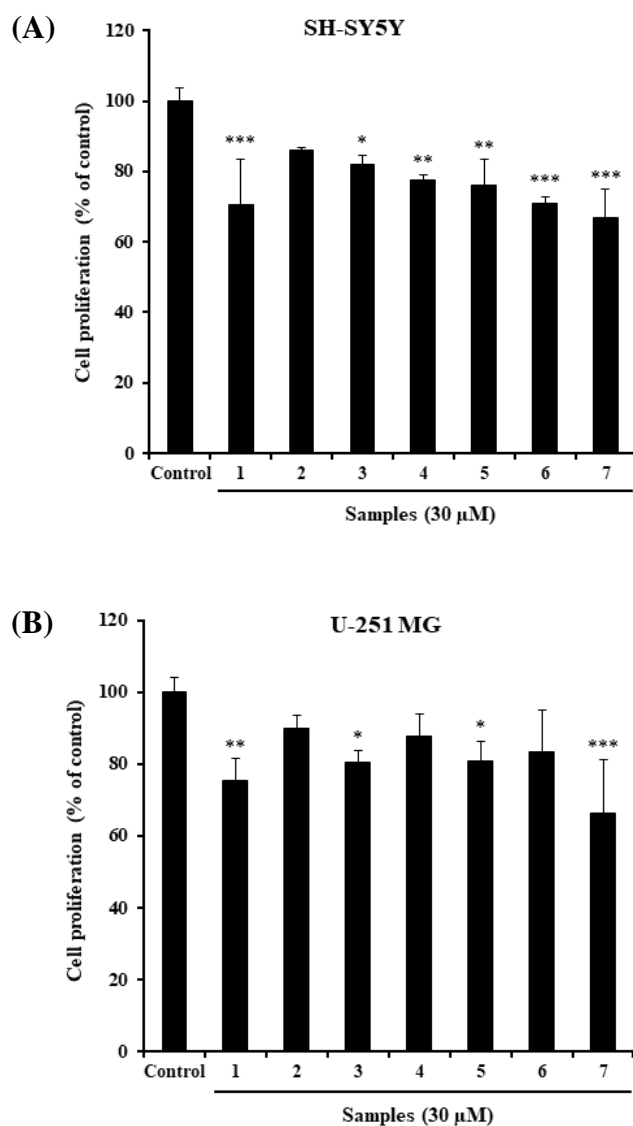 (A)
SH-SY5Y
Cell proliferation (% of control)
120
100
80
60
40
20
0
***
*
**
**
***
***
Control 1 2 3 4 5 6 7
Samples (30 μM)
(B)
U-251 MG
Cell proliferation (% of control)
120
100
80
60
40
20
0
**
*
*
***
Control 1 2 3 4 5 6 7
Samples (30 μM)